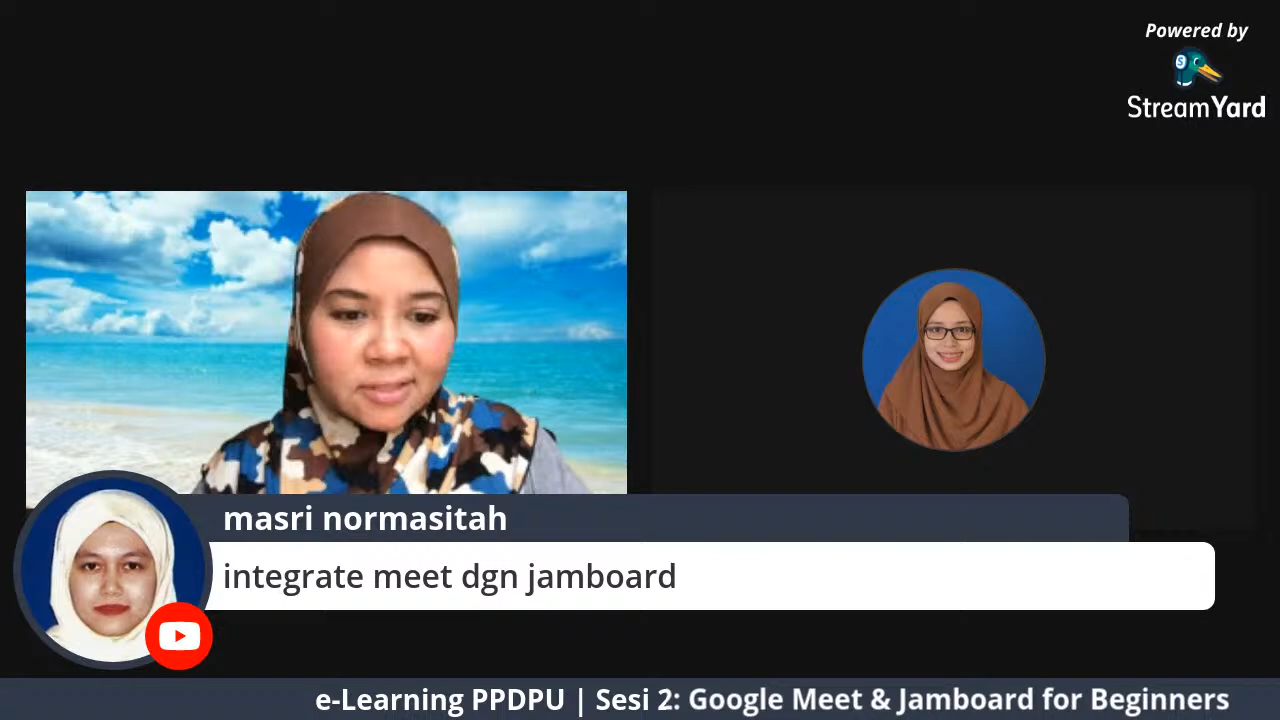 Powered by
StreamYard
masri normasitah
integrate meet dgn jamboard
e-Learning PPDPU | Sesi 2: Google Meet & Jamboard for Beginners